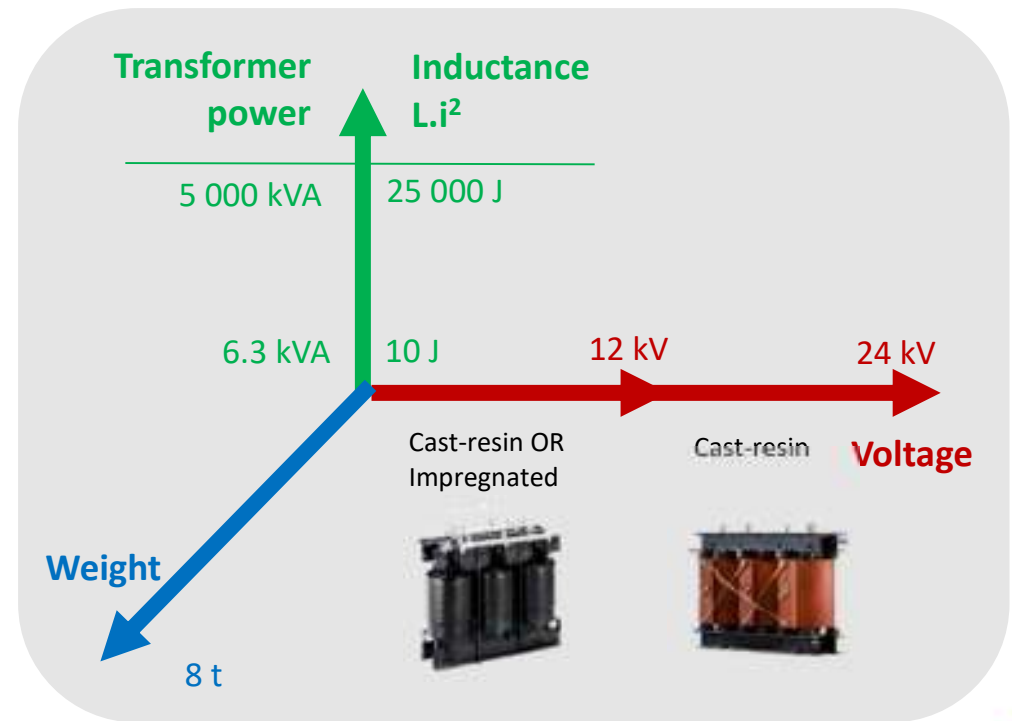 Transformer power
Inductance L.i²
5 000 kVA
25 000 J
6.3 kVA
10 J
12 kV
24 kV
Cast-resin OR
Impregnated
Cast-resin
Voltage
Weight
8 t